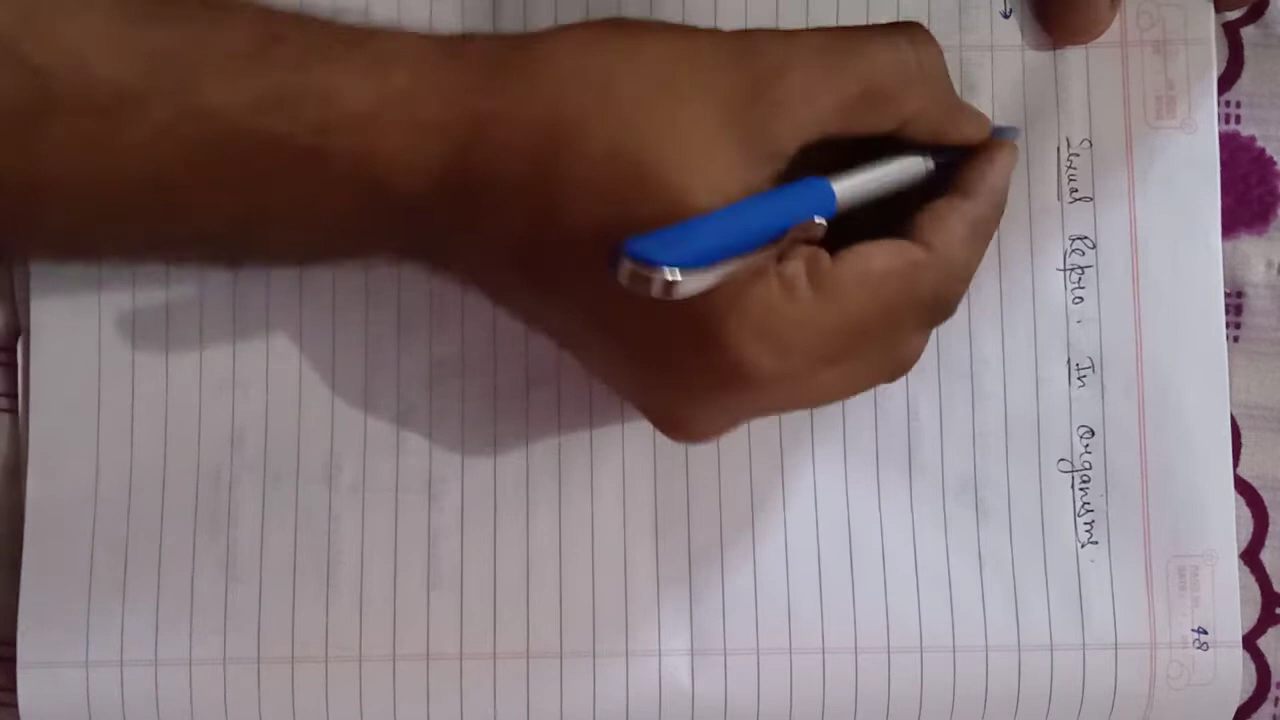 48
Sexual Repro. In organisms.
→